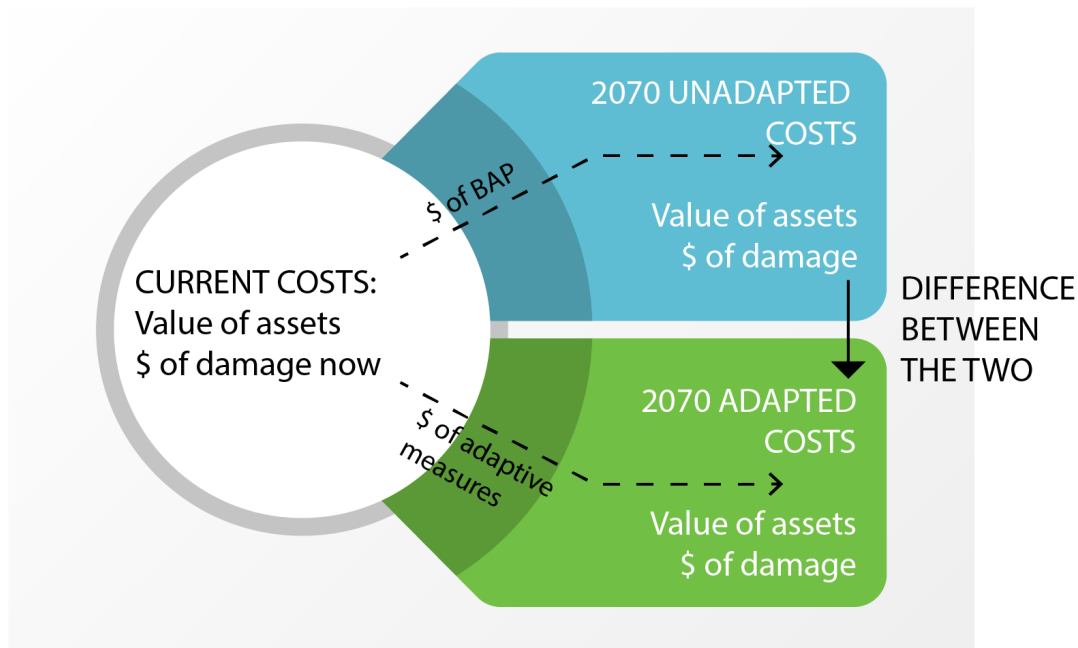 CURRENT COSTS:
Value of assets
$ of damage now
$ of BAP
2070 UNADAPTED
COSTS
Value of assets
$ of damage
$ of adaptive
measures
2070 ADAPTED
COSTS
Value of assets
$ of damage
DIFFERENCE
BETWEEN
THE TWO